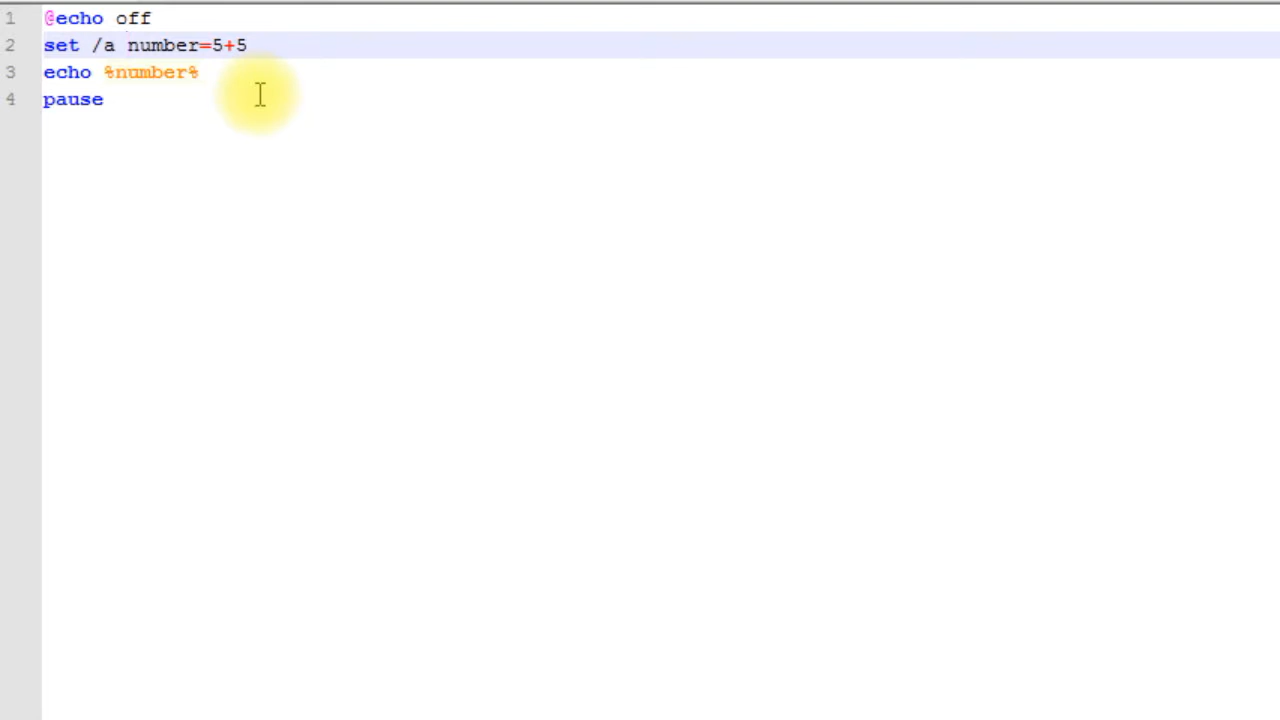 1 @echo off
2 set /a number=5+5
3 echo %number%
4 pause